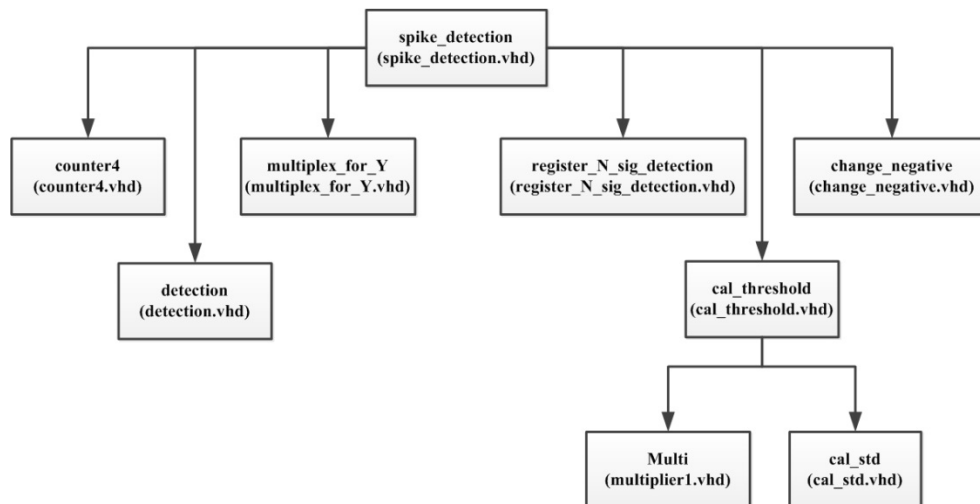 spike_detection
(spike_detection.vhd)
counter4
(counter4.vhd)
multiplex_for_Y
(multiplex_for_Y.vhd)
register_N_sig_detection
(register_N_sig_detection.vhd)
change_negative
(change_negative.vhd)
detection
(detection.vhd)
cal_threshold
(cal_threshold.vhd)
Multi
(multiplier1.vhd)
cal_std
(cal_std.vhd)